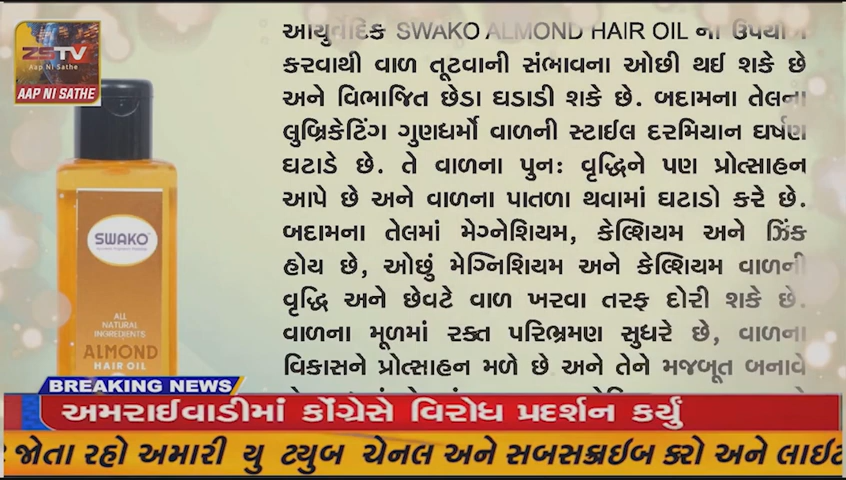 ZSTV
Aap Ni Sathe
AAP NI SATHE
આયુર્વેદિક SWAKO ALMOND HAIR OIL ના ઉપયોગ
કરવાથી વાળ તૂટવાની સંભાવના ઓછી થઈ શકે છે
અને વિભાજિત છેડા ઘડાડી શકે છે. બદામના તેલના
લુબ્રિકેટિંગ ગુણધર્મો વાળની સ્ટાઈલ દરમિયાન ઘર્ષણ
ઘટાડે છે. તે વાળના પુનઃ વૃદ્ધિને પણ પ્રોત્સાહન
આપે છે અને વાળના પાતળા થવામાં ઘટાડો કરે છે.
બદામના તેલમાં મેગ્નેશિયમ, કેલ્શિયમ અને ઝિંક
હોય છે, ઓછું મેગ્નિશિયમ અને કેલ્શિયમ વાળની
વૃદ્ધિ અને છેવટે વાળ ખરવા તરફ દોરી શકે છે.
વાળના મૂળમાં રક્ત પરિભ્રમણ સુધરે છે, વાળના
વિકાસને પ્રોત્સાહન મળે છે અને તેને મજબૂત બનાવે
SWAKO
ALL
NATURAL
INGREDIENTS
ALMOND
HAIR OIL
BREAKING NEWS
અમરાઈવાડીમાં કોંગ્રેસે વિરોધ પ્રદર્શન કર્યું
જોતા રહો અમારી યુ ટ્યુબ ચેનલ અને સબસક્રાઇબ કરો અને લાઈટ